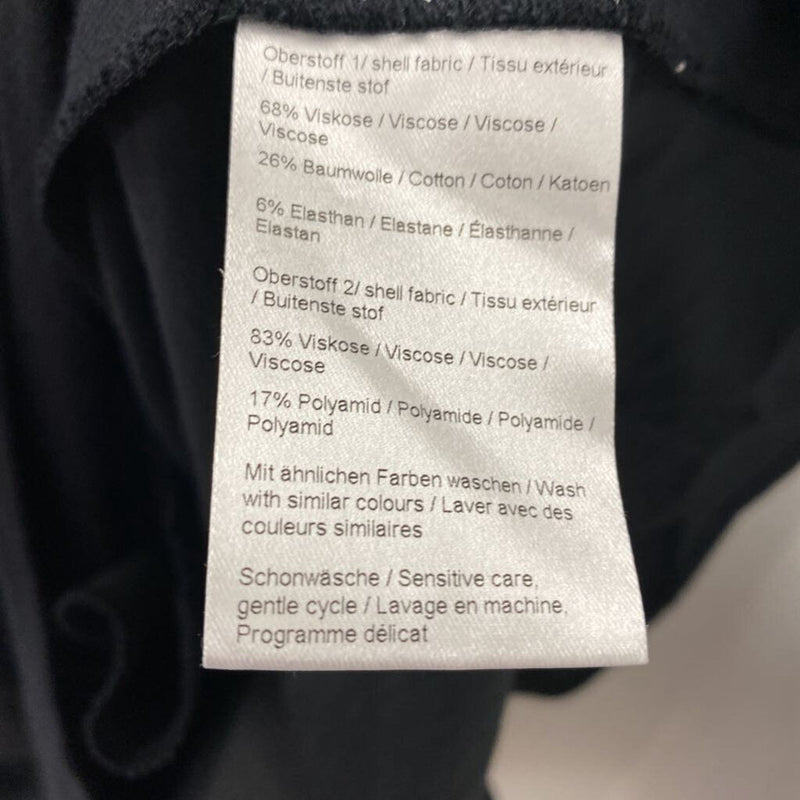 Oberstoff 1/ shell fabric / Tissu extérieur
/ Buitenste stof
68% Viskose / Viscose / Viscose /
Viscose
26% Baumwolle / Cotton / Coton / Katoen
6% Elasthan / Elastane / Élasthanne /
Elastan
Oberstoff 2/ shell fabric / Tissu extérieur
/ Buitenste stof
83% Viskose / Viscose / Viscose /
Viscose
17% Polyamid / Polyamide / Polyamide /
Polyamid
Mit ähnlichen Farben waschen / Wash
with similar colours / Laver avec des
couleurs similaires
Schonwäsche / Sensitive care,
gentle cycle / Lavage en machine,
Programme délicat